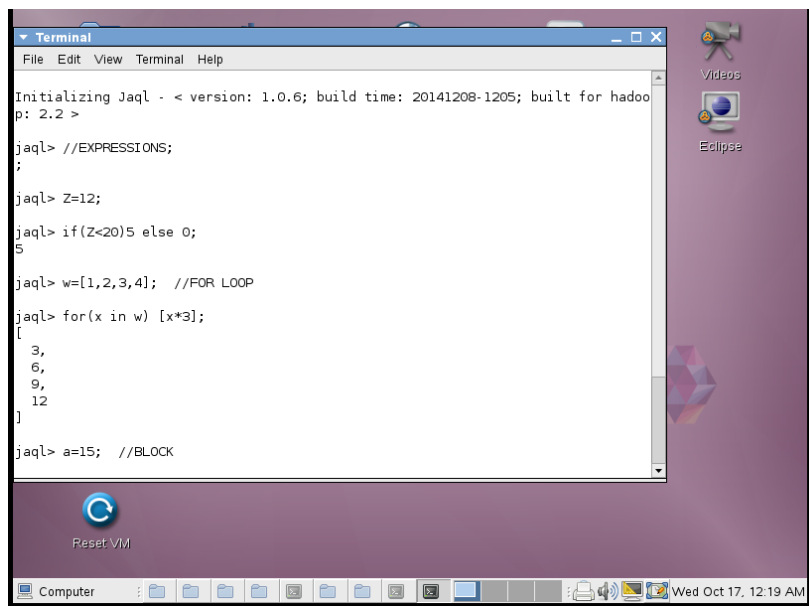 Terminal
File Edit View Terminal Help
Initializing Jaql - < version: 1.0.6; build time: 20141208-1205; built for hadoo
p: 2.2 >
jaql> //EXPRESSIONS;
;
jaql> Z=12;
jaql> if(Z<20)5 else 0;
5
jaql> w=[1,2,3,4];  //FOR LOOP
jaql> for(x in w) [x*3];
[
  3,
  6,
  9,
  12
]
jaql> a=15;  //BLOCK
Videos
Eclipse
Reset VM
Computer
Wed Oct 17, 12:19 AM